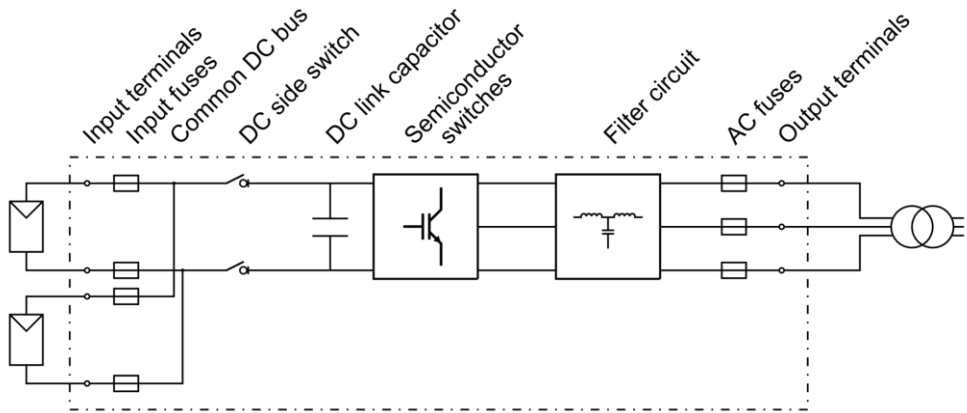 Input terminals
Input fuses
Common DC bus
DC side switch
DC link capacitor
Semiconductor
switches
Filter circuit
AC fuses
Output terminals